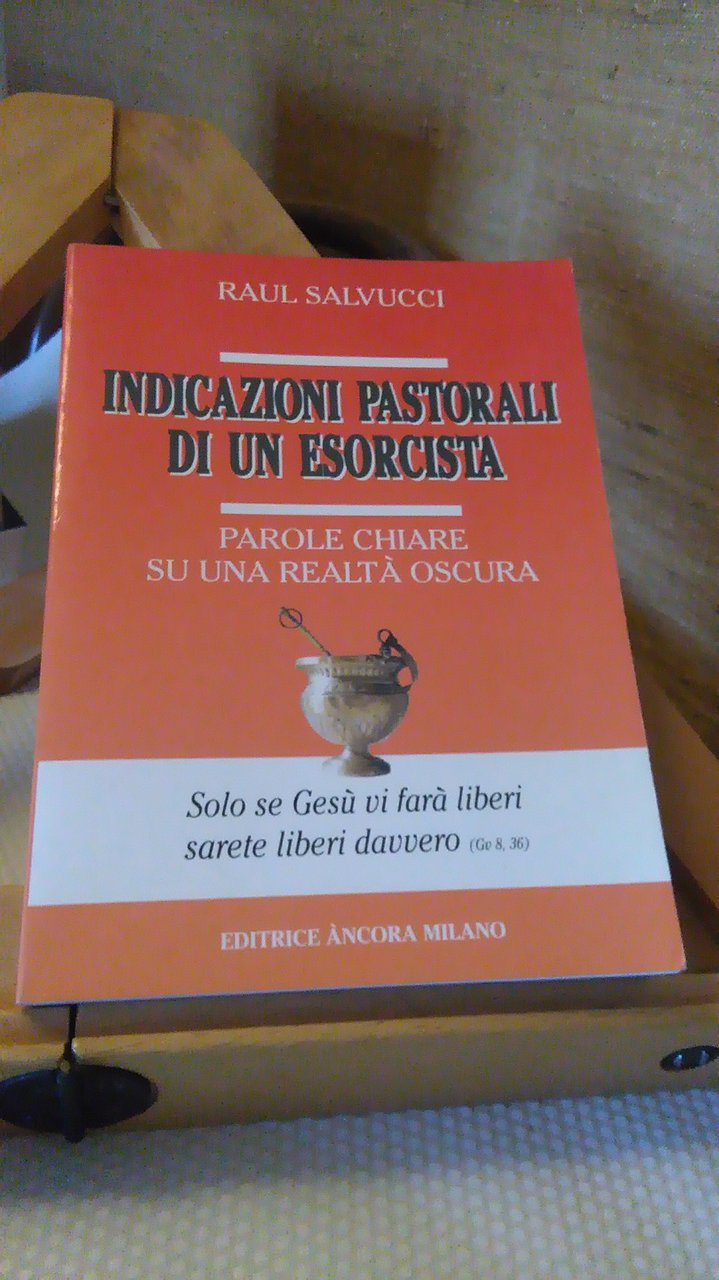 RAUL SALVUCCI
INDICAZIONI PASTORALI
DI UN ESORCISTA
PAROLE CHIARE
SU UNA REALTÀ OSCURA
Solo se Gesù vi farà liberi
sarete liberi davvero (Gv 8, 36)
EDITRICE ÀNCORA MILANO